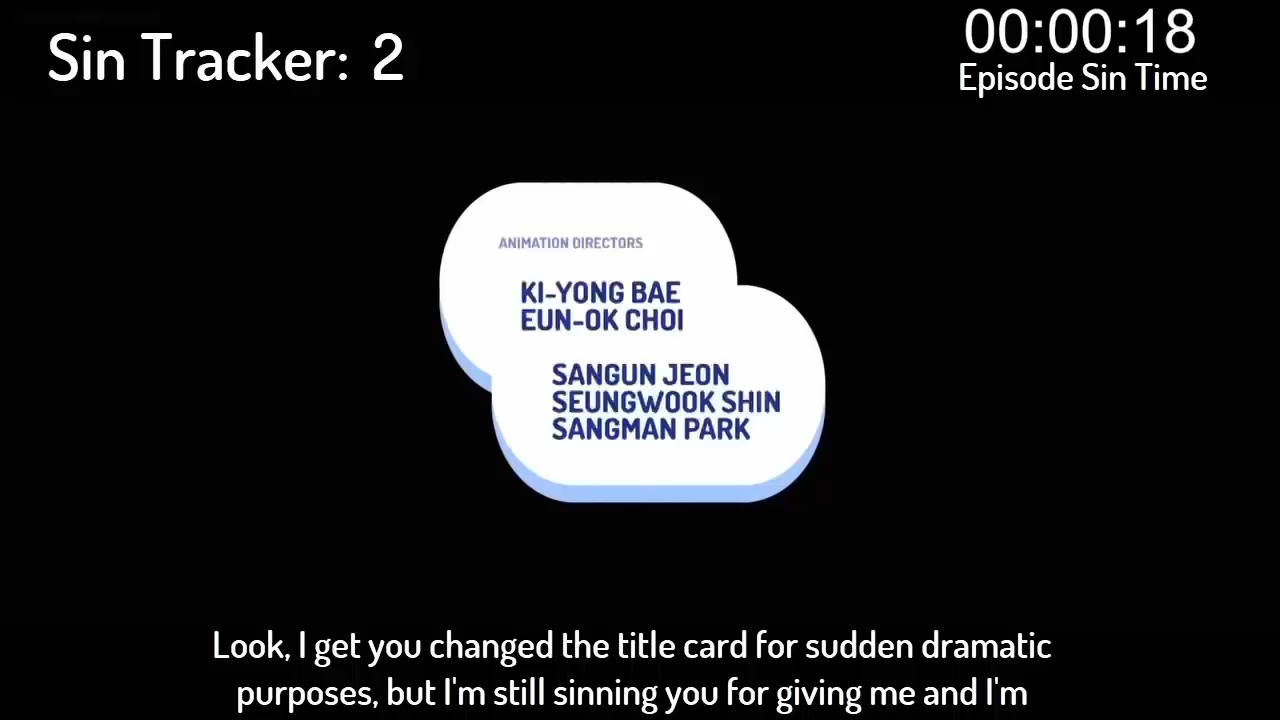 Sin Tracker: 2
00:00:18
Episode Sin Time
ANIMATION DIRECTORS
KI-YONG BAE
EUN-OK CHOI
SANGUN JEON
SEUNGWOOK SHIN
SANGMAN PARK
Look, I get you changed the title card for sudden dramatic
purposes, but I'm still sinning you for giving me and I'm